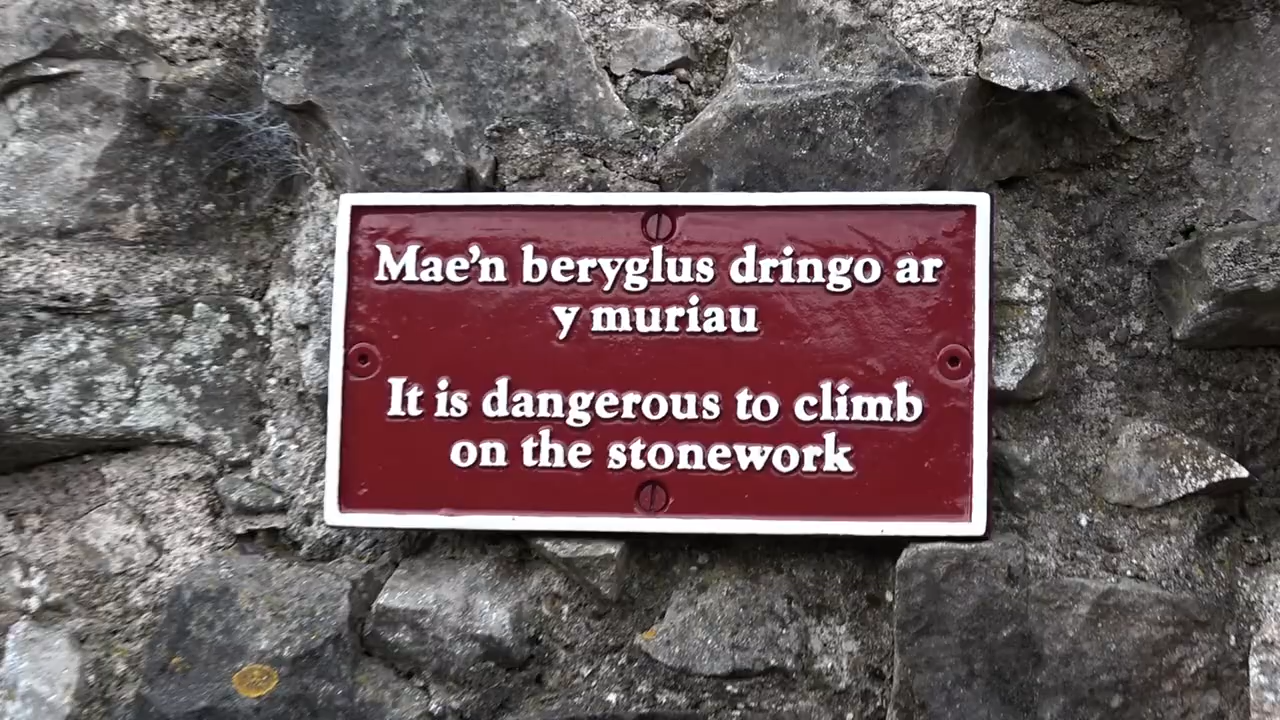 Mae'n beryglus dringo ar
y muriau
It is dangerous to climb
on the stonework